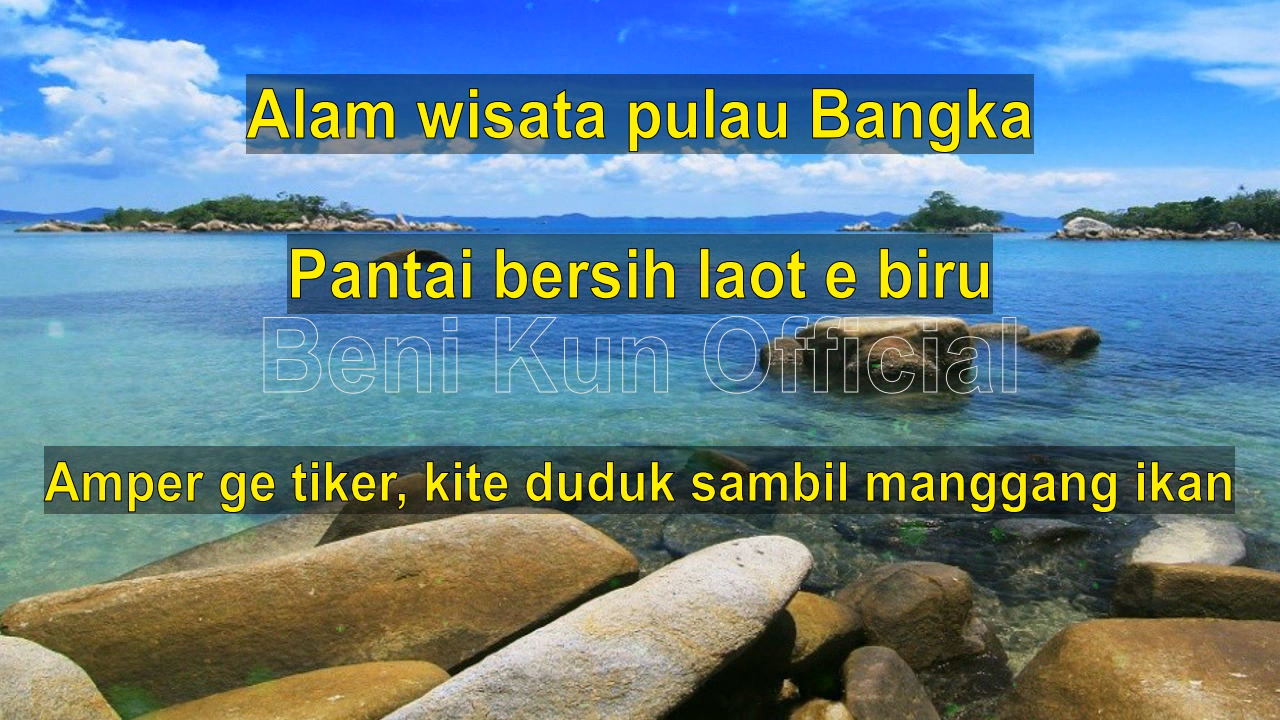 Alam wisata pulau Bangka
Pantai bersih laot e biru
Beni Kun Official
Amper ge tiker, kite duduk sambil manggang ikan